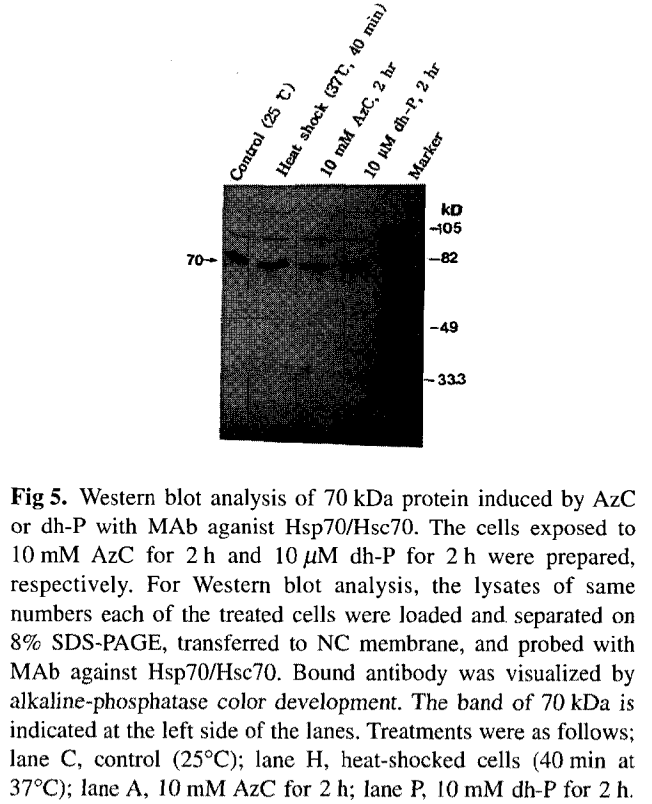 Control (25 ℃)
Heat shock (37℃, 40 min)
10 mM AzC, 2 hr
10 μM dh-P, 2 hr
Marker
kD
105
70
82
49
33.3
Fig 5. Western blot analysis of 70 kDa protein induced by AzC
or dh-P with MAb aganist Hsp70/Hsc70. The cells exposed to
10 mM AzC for 2 h and 10 μM dh-P for 2 h were prepared,
respectively. For Western blot analysis, the lysates of same
numbers each of the treated cells were loaded and separated on
8% SDS-PAGE, transferred to NC membrane, and probed with
MAb against Hsp70/Hsc70. Bound antibody was visualized by
alkaline-phosphatase color development. The band of 70 kDa is
indicated at the left side of the lanes. Treatments were as follows;
lane C, control (25°C); lane H, heat-shocked cells (40 min at
37°C); lane A, 10 mM AzC for 2 h; lane P, 10 mM dh-P for 2 h.